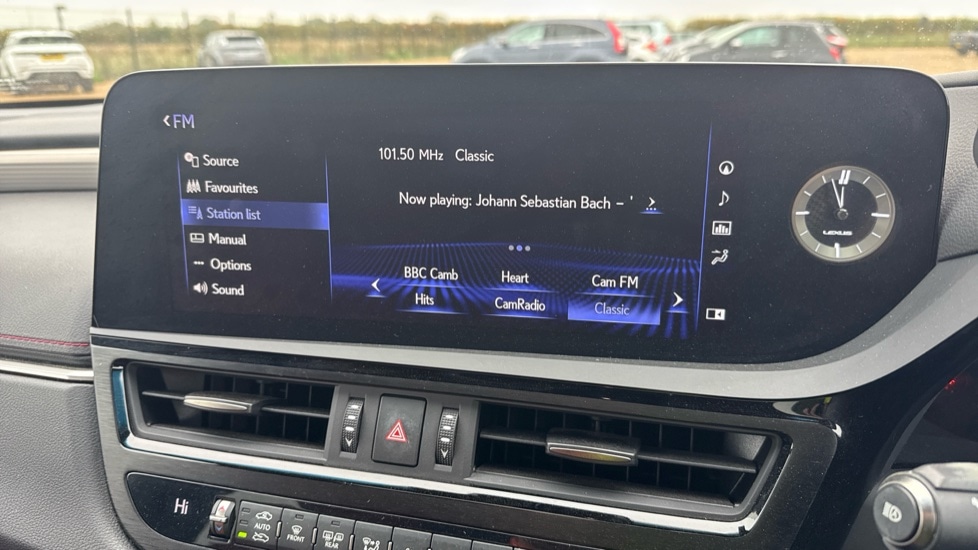 FM
Source
Favourites
Station list
Manual
Options
Sound
101.50 MHz Classic
Now playing: Johann Sebastian Bach – '
BBC Camb Heart Cam FM
Hits CamRadio Classic
LEXUS
Hi
AUTO
FRONT
REAR